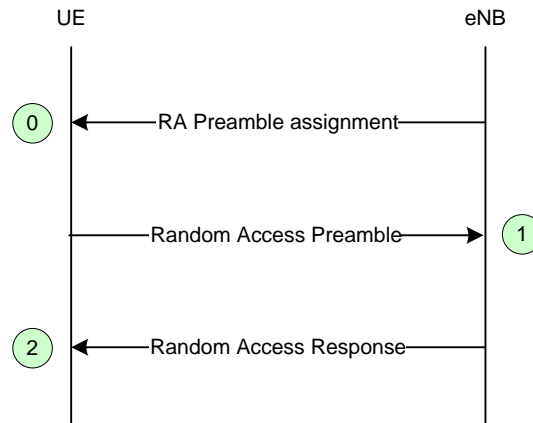 UE
eNB
0
RA Preamble assignment
Random Access Preamble
1
2
Random Access Response